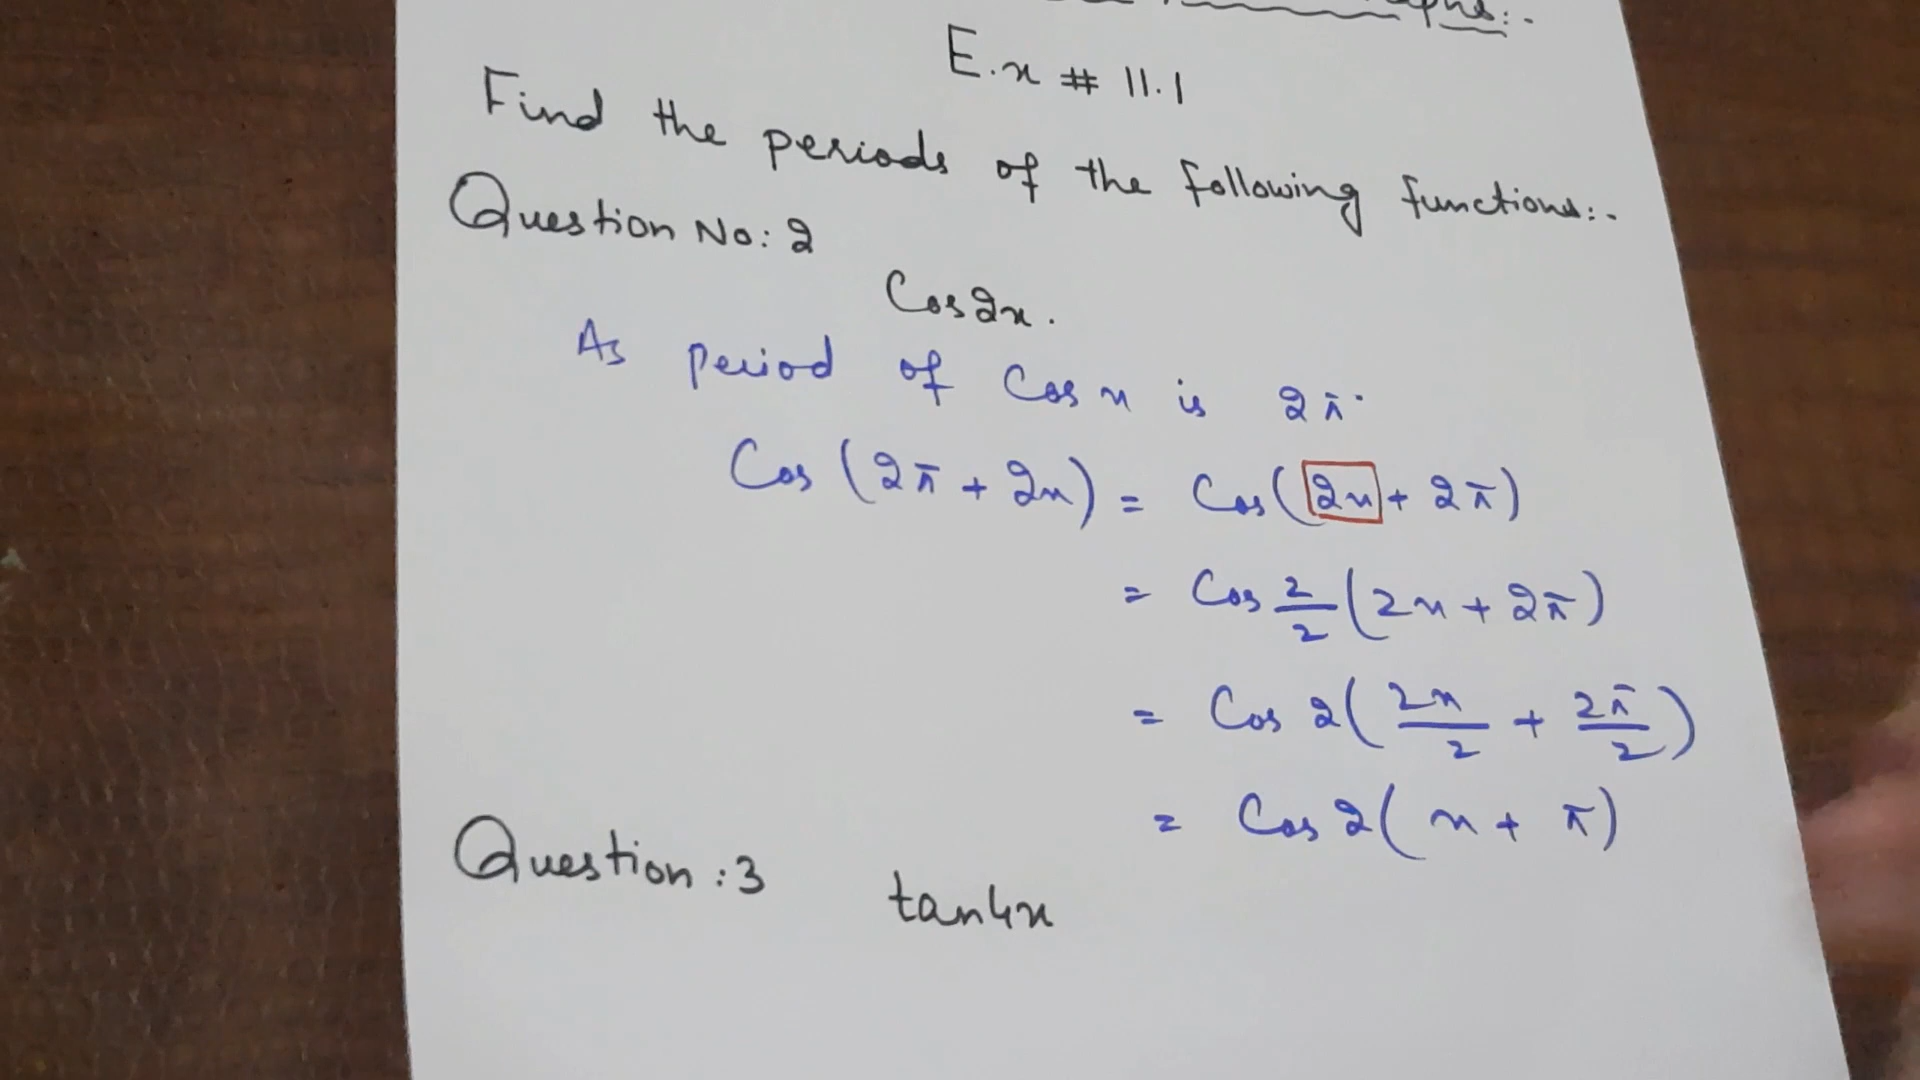 E.x # 11.1
Find the periods of the following functions:-
Question No: 2
Cos2x.
As period of Cos x is 2π.
Cos (2π + 2x) = Cos(2x + 2π)
= Cos 2/2 (2x + 2π)
= Cos 2( 2x/2 + 2π/2 )
= Cos 2( x + π)
Question :3 tan4x